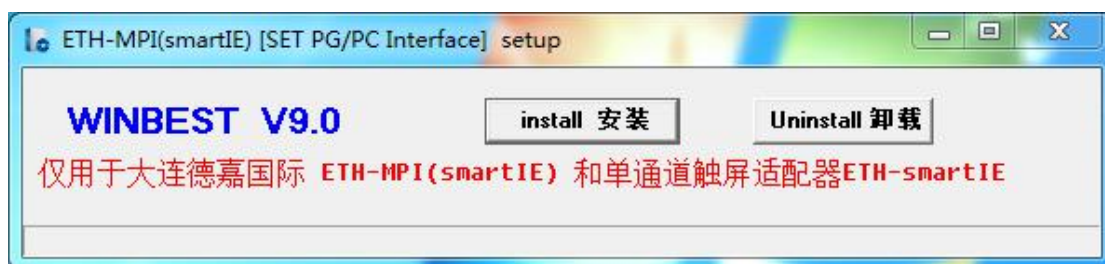 ETH-MPI(smartIE) [SET PG/PC Interface] setup
WINBEST V9.0 install 安装 Uninstall 卸载
仅用于大连德嘉国际 ETH-MPI(smartIE) 和单通道触屏适配器ETH-smartIE